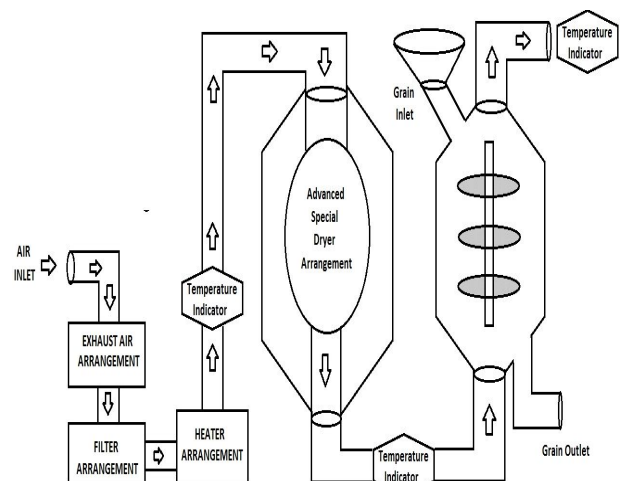 Temperature
Indicator
Grain
Inlet
Advanced
Special
Dryer
Arrangement
AIR
INLET
Temperature
Indicator
EXHAUST AIR
ARRANGEMENT
FILTER
ARRANGEMENT
HEATER
ARRANGEMENT
Temperature
Indicator
Grain Outlet